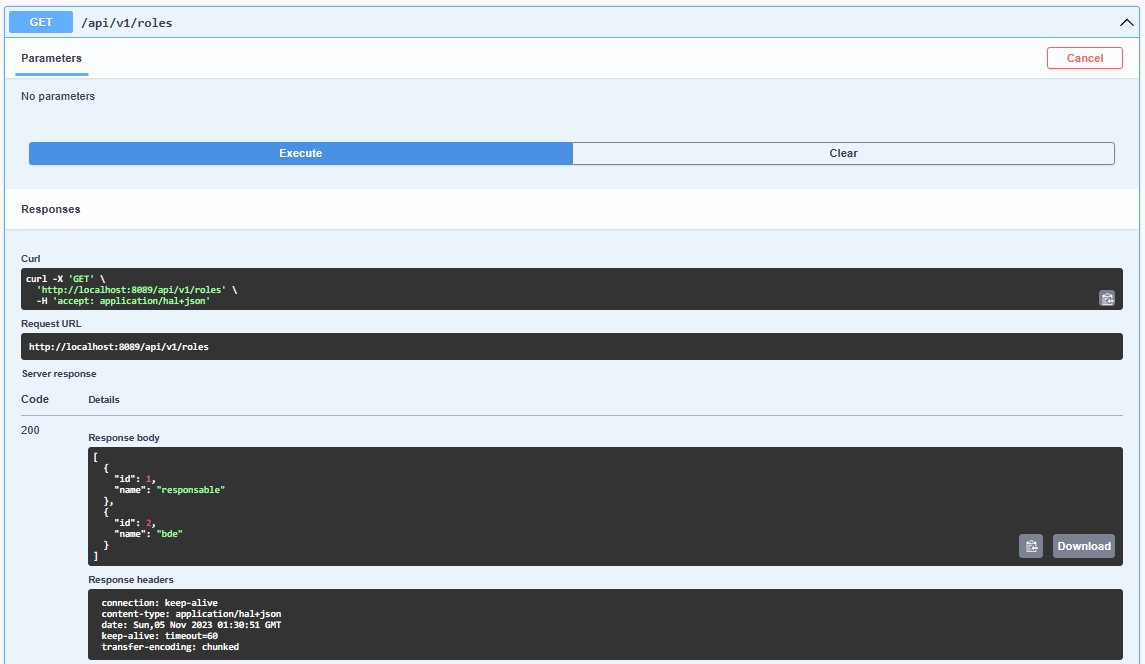 GET /api/v1/roles
Parameters
Cancel
No parameters
Execute
Clear
Responses
Curl
curl -X 'GET' \
  'http://localhost:8089/api/v1/roles' \
  -H 'accept: application/hal+json'
Request URL
http://localhost:8089/api/v1/roles
Server response
Code Details
200
Response body
[
  {
    "id": 1,
    "name": "responsable"
  },
  {
    "id": 2,
    "name": "bde"
  }
]
Download
Response headers
connection: keep-alive
content-type: application/hal+json
date: Sun,05 Nov 2023 01:30:51 GMT
keep-alive: timeout=60
transfer-encoding: chunked